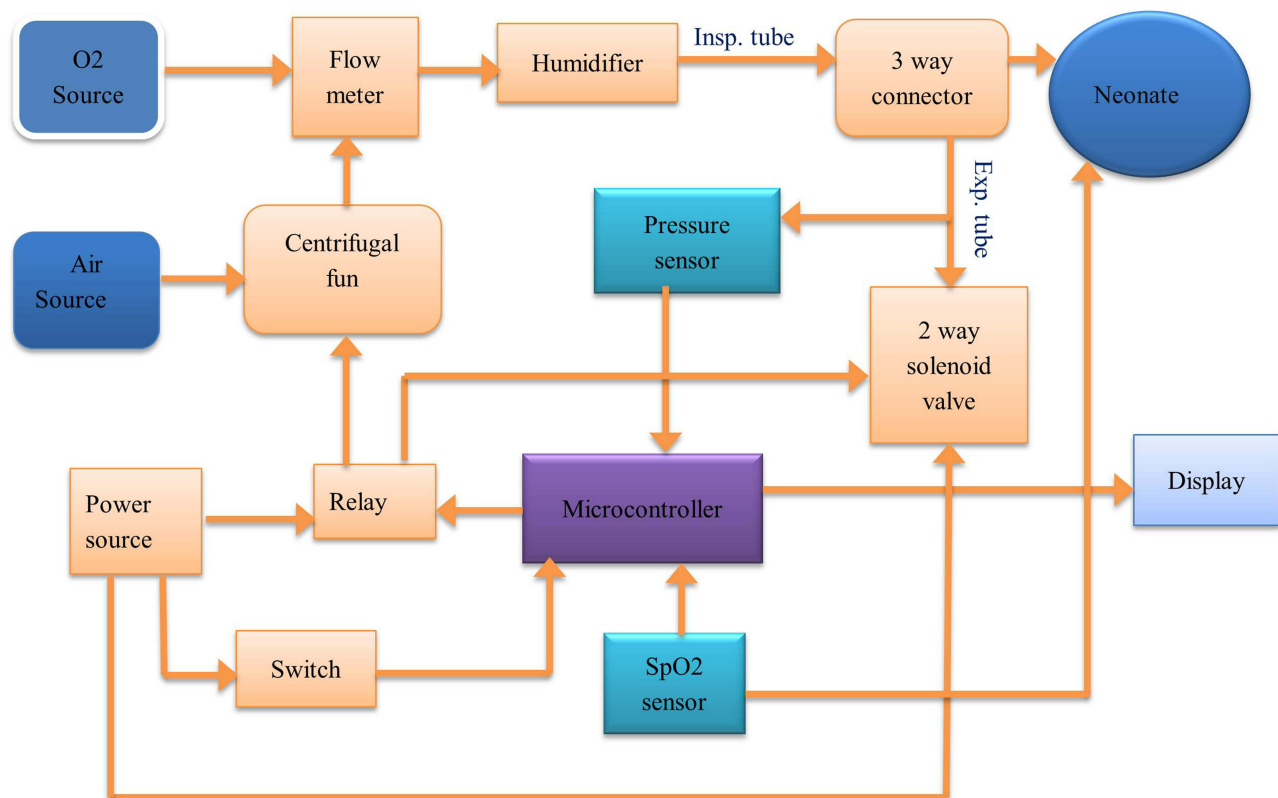 O2
Source
Flow
meter
Humidifier
Insp. tube
3 way
connector
Neonate
Exp. tube
Pressure
sensor
Centrifugal
fun
Air
Source
2 way
solenoid
valve
Power
source
Relay
Microcontroller
Display
Switch
SpO2
sensor